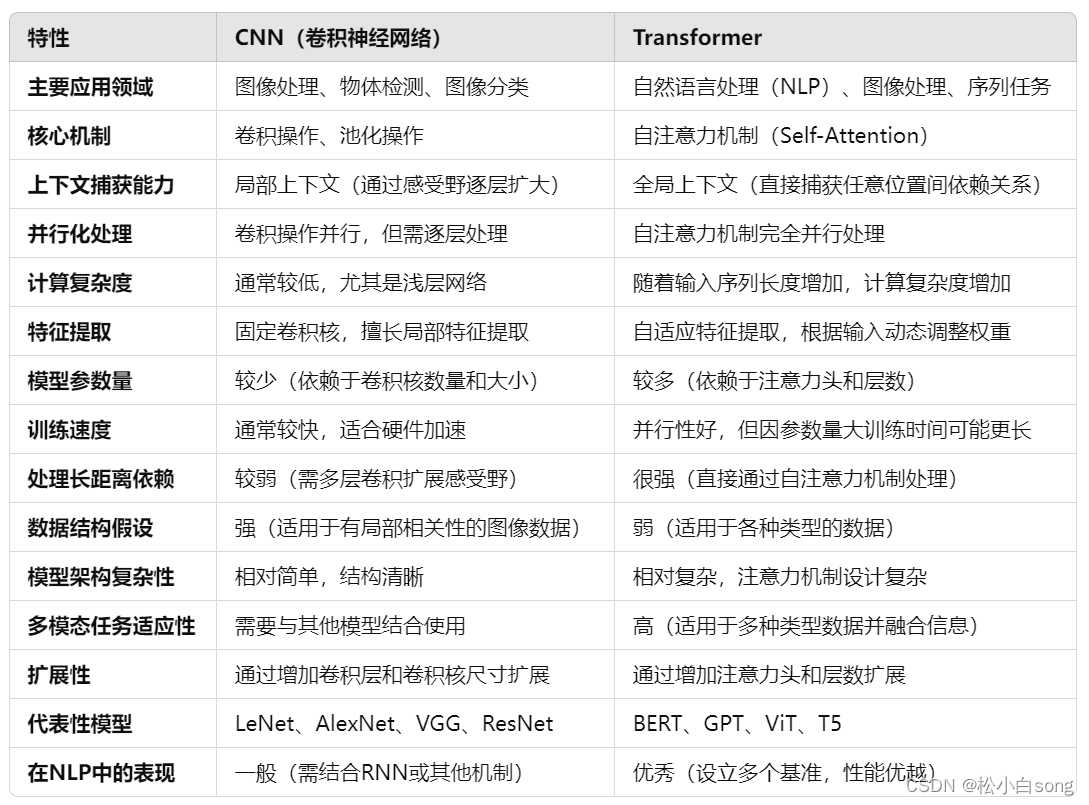 特性 CNN（卷积神经网络） Transformer
主要应用领域 图像处理、物体检测、图像分类 自然语言处理（NLP）、图像处理、序列任务
核心机制 卷积操作、池化操作 自注意力机制（Self-Attention）
上下文捕获能力 局部上下文（通过感受野逐层扩大） 全局上下文（直接捕获任意位置间依赖关系）
并行化处理 卷积操作并行，但需逐层处理 自注意力机制完全并行处理
计算复杂度 通常较低，尤其是浅层网络 随着输入序列长度增加，计算复杂度增加
特征提取 固定卷积核，擅长局部特征提取 自适应特征提取，根据输入动态调整权重
模型参数量 较少（依赖于卷积核数量和大小） 较多（依赖于注意力头和层数）
训练速度 通常较快，适合硬件加速 并行性好，但因参数量大训练时间可能更长
处理长距离依赖 较弱（需多层卷积扩展感受野） 很强（直接通过自注意力机制处理）
数据结构假设 强（适用于有局部相关性的图像数据） 弱（适用于各种类型的数据）
模型架构复杂性 相对简单，结构清晰 相对复杂，注意力机制设计复杂
多模态任务适应性 需要与其他模型结合使用 高（适用于多种类型数据并融合信息）
扩展性 通过增加卷积层和卷积核尺寸扩展 通过增加注意力头和层数扩展
代表性模型 LeNet、AlexNet、VGG、ResNet BERT、GPT、ViT、T5
在NLP中的表现 一般（需结合RNN或其他机制） 优秀（设立多个基准，性能优越）
CSDN @松小白song